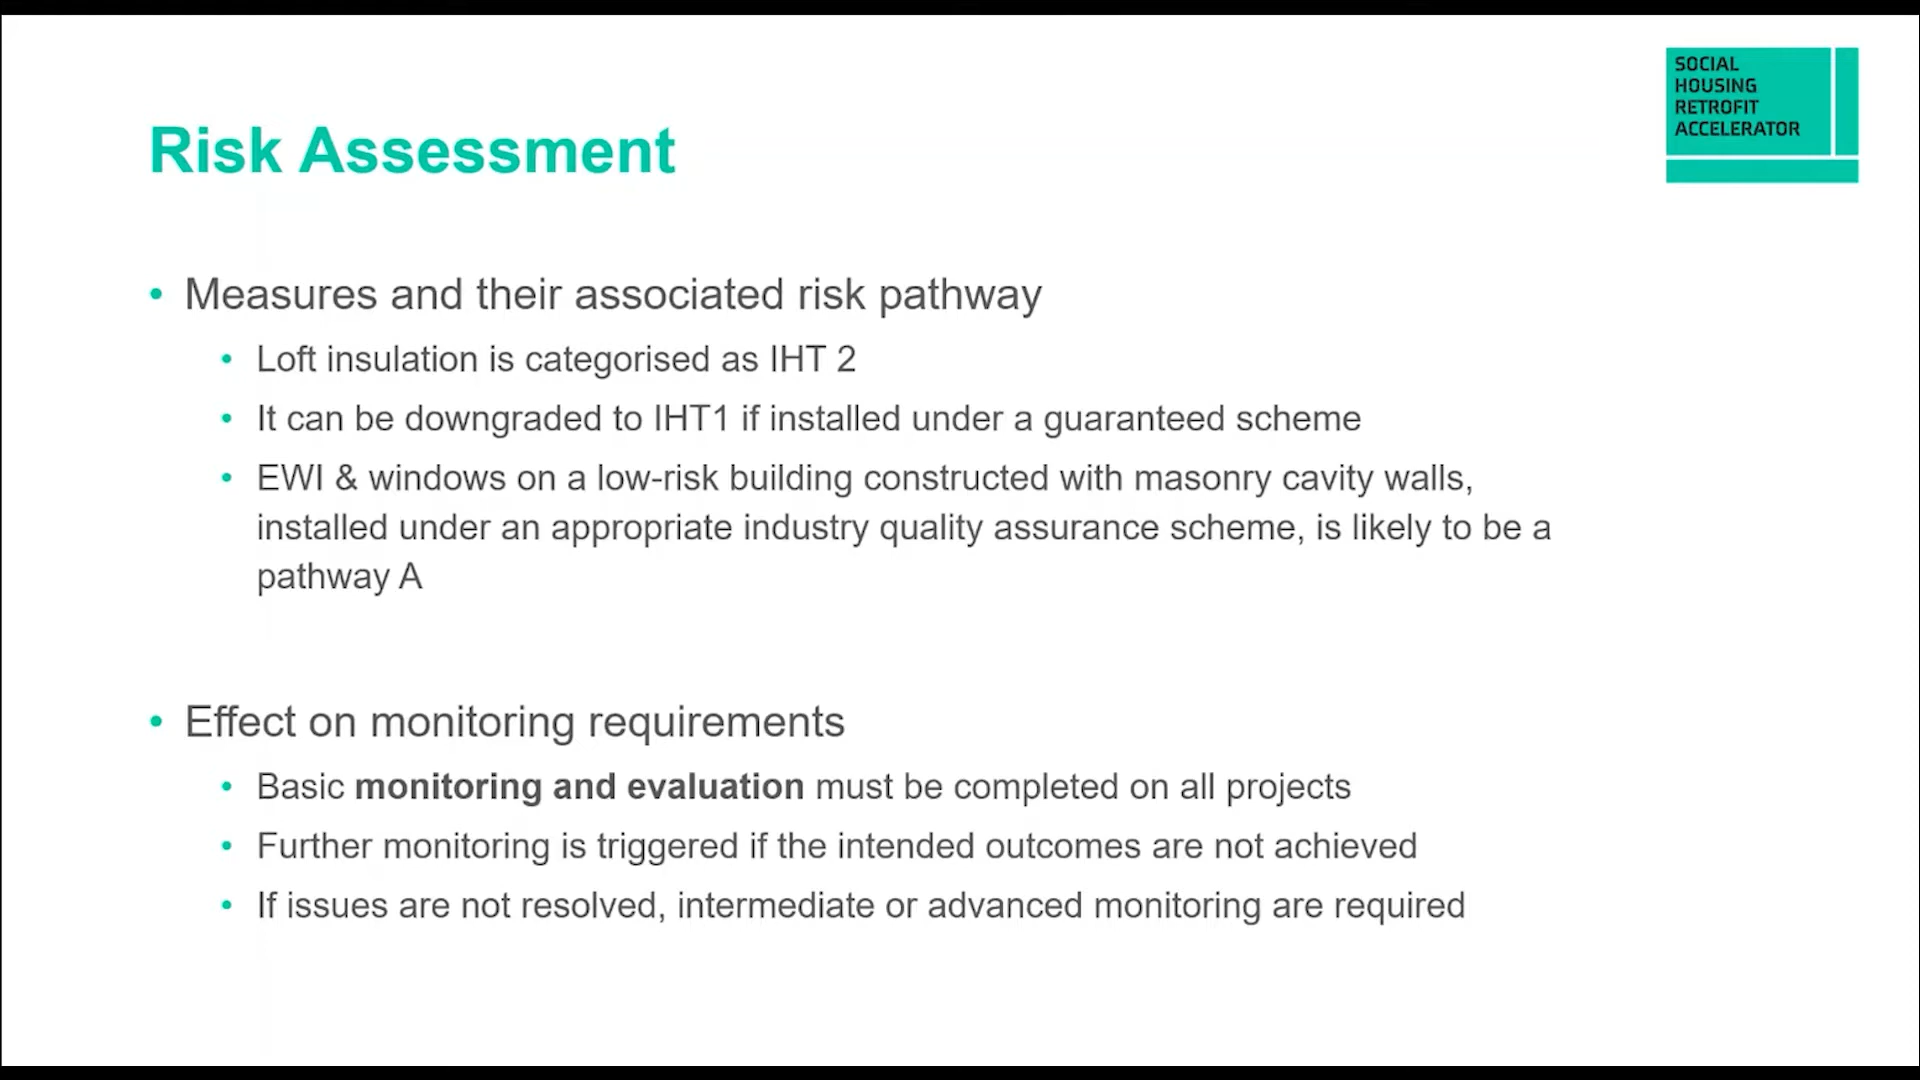 SOCIAL
HOUSING
RETROFIT
ACCELERATOR
Risk Assessment
• Measures and their associated risk pathway
• Loft insulation is categorised as IHT 2
• It can be downgraded to IHT1 if installed under a guaranteed scheme
• EWI & windows on a low-risk building constructed with masonry cavity walls,
installed under an appropriate industry quality assurance scheme, is likely to be a
pathway A
• Effect on monitoring requirements
• Basic monitoring and evaluation must be completed on all projects
• Further monitoring is triggered if the intended outcomes are not achieved
• If issues are not resolved, intermediate or advanced monitoring are required